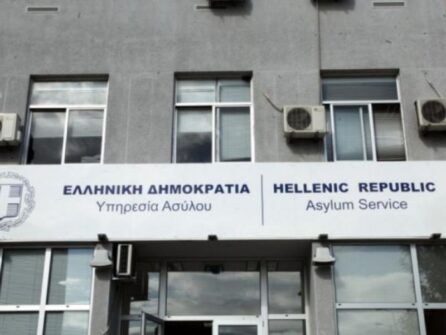 ΕΛΛΗΝΙΚΗ ΔΗΜΟΚΡΑΤΙΑ
Υπηρεσία Ασύλου
HELLENIC REPUBLIC
Asylum Service